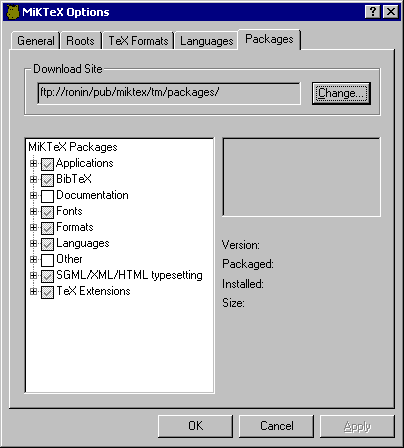 MiKTeX Options
General Roots TeX Formats Languages Packages
Download Site
ftp://ronin/pub/miktex/tm/packages/
Change...
MiKTeX Packages
Applications
BibTeX
Documentation
Fonts
Formats
Languages
Other
SGML/XML/HTML typesetting
TeX Extensions
Version:
Packaged:
Installed:
Size:
OK Cancel Apply